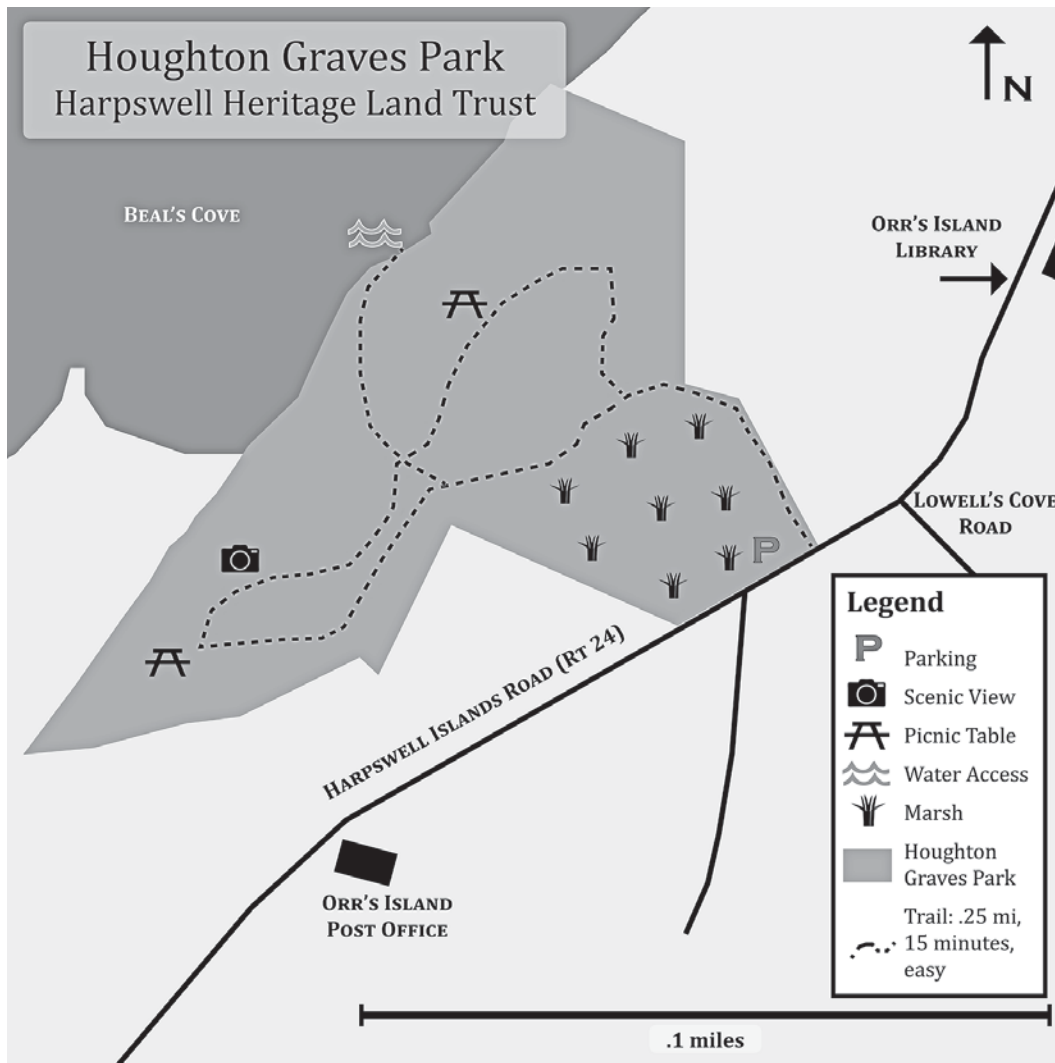 Houghton Graves Park
Harpswell Heritage Land Trust
N
Beal's Cove
Orr's Island
Library
Lowell's Cove
Road
P
Harpswell Islands Road (Rt 24)
Orr's Island
Post Office
Legend
P Parking
Scenic View
Picnic Table
Water Access
Marsh
Houghton
Graves Park
Trail: .25 mi,
15 minutes,
easy
.1 miles